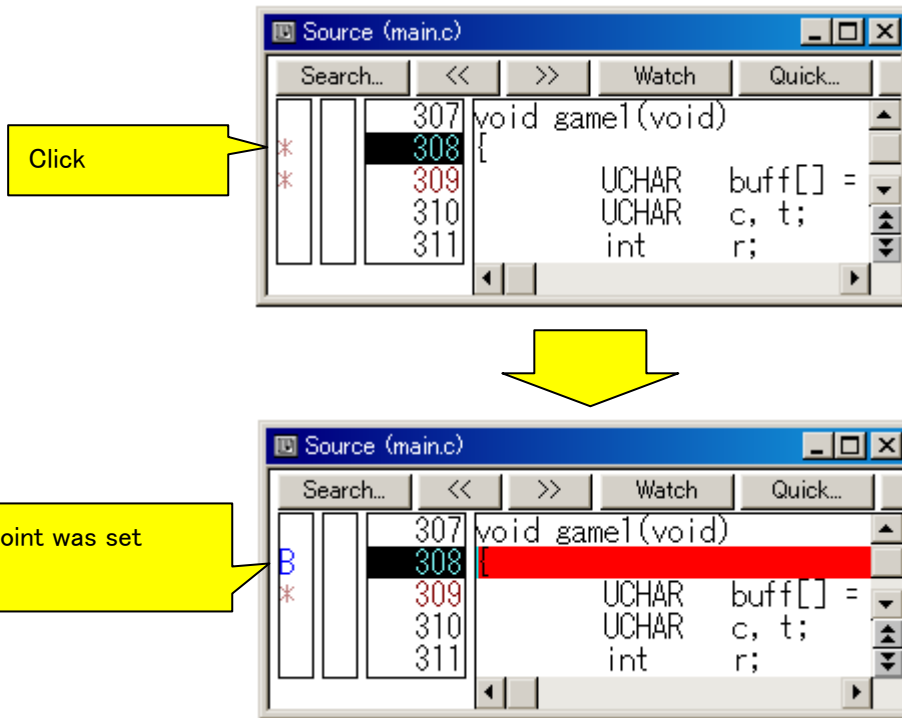 Source (main.c)
Search... << >> Watch Quick...
307 void game1(void)
* 308 {
* 309 UCHAR buff[] =
310 UCHAR c, t;
311 int r;
Click
Source (main.c)
Search... << >> Watch Quick...
307 void game1(void)
B 308 {
* 309 UCHAR buff[] =
310 UCHAR c, t;
311 int r;
oint was set